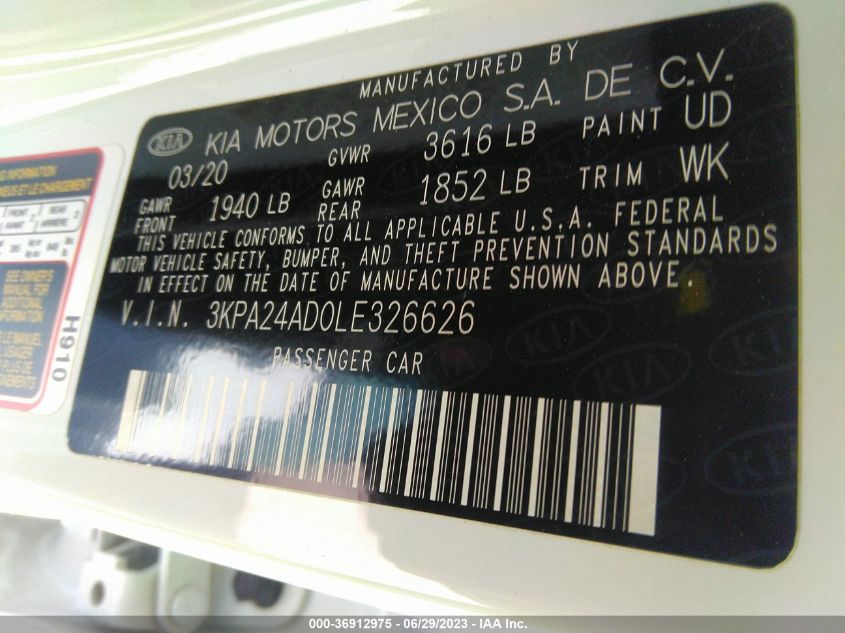 MANUFACTURED BY
KIA KIA MOTORS MEXICO S.A. DE C.V.
03/20 GVWR 3616 LB PAINT UD
GAWR FRONT 1940 LB GAWR REAR 1852 LB TRIM WK
THIS VEHICLE CONFORMS TO ALL APPLICABLE U.S.A. FEDERAL
MOTOR VEHICLE SAFETY, BUMPER, AND THEFT PREVENTION STANDARDS
IN EFFECT ON THE DATE OF MANUFACTURE SHOWN ABOVE.
V.I.N. 3KPA24AD0LE326626
PASSENGER CAR
H910
SEE OWNER'S
000-36912975 - 06/29/2023 - IAA Inc.